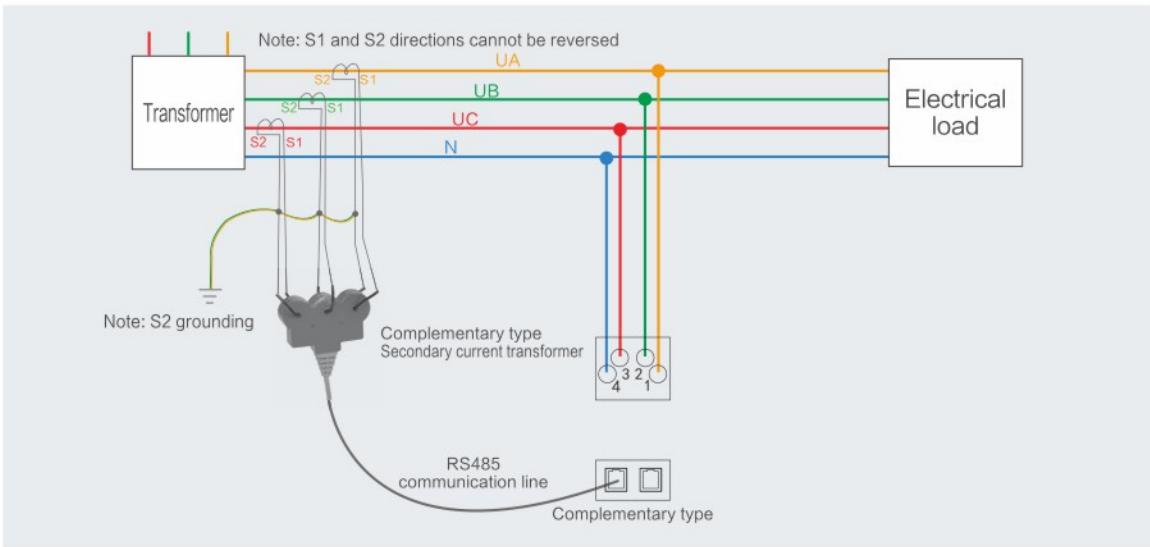 Note: S1 and S2 directions cannot be reversed
UA
S2 S1
Transformer
UB
S2 S1
Electrical
load
UC
S2 S1
N
Note: S2 grounding
Complementary type
Secondary current transformer
4 3 2 1
RS485
communication line
Complementary type